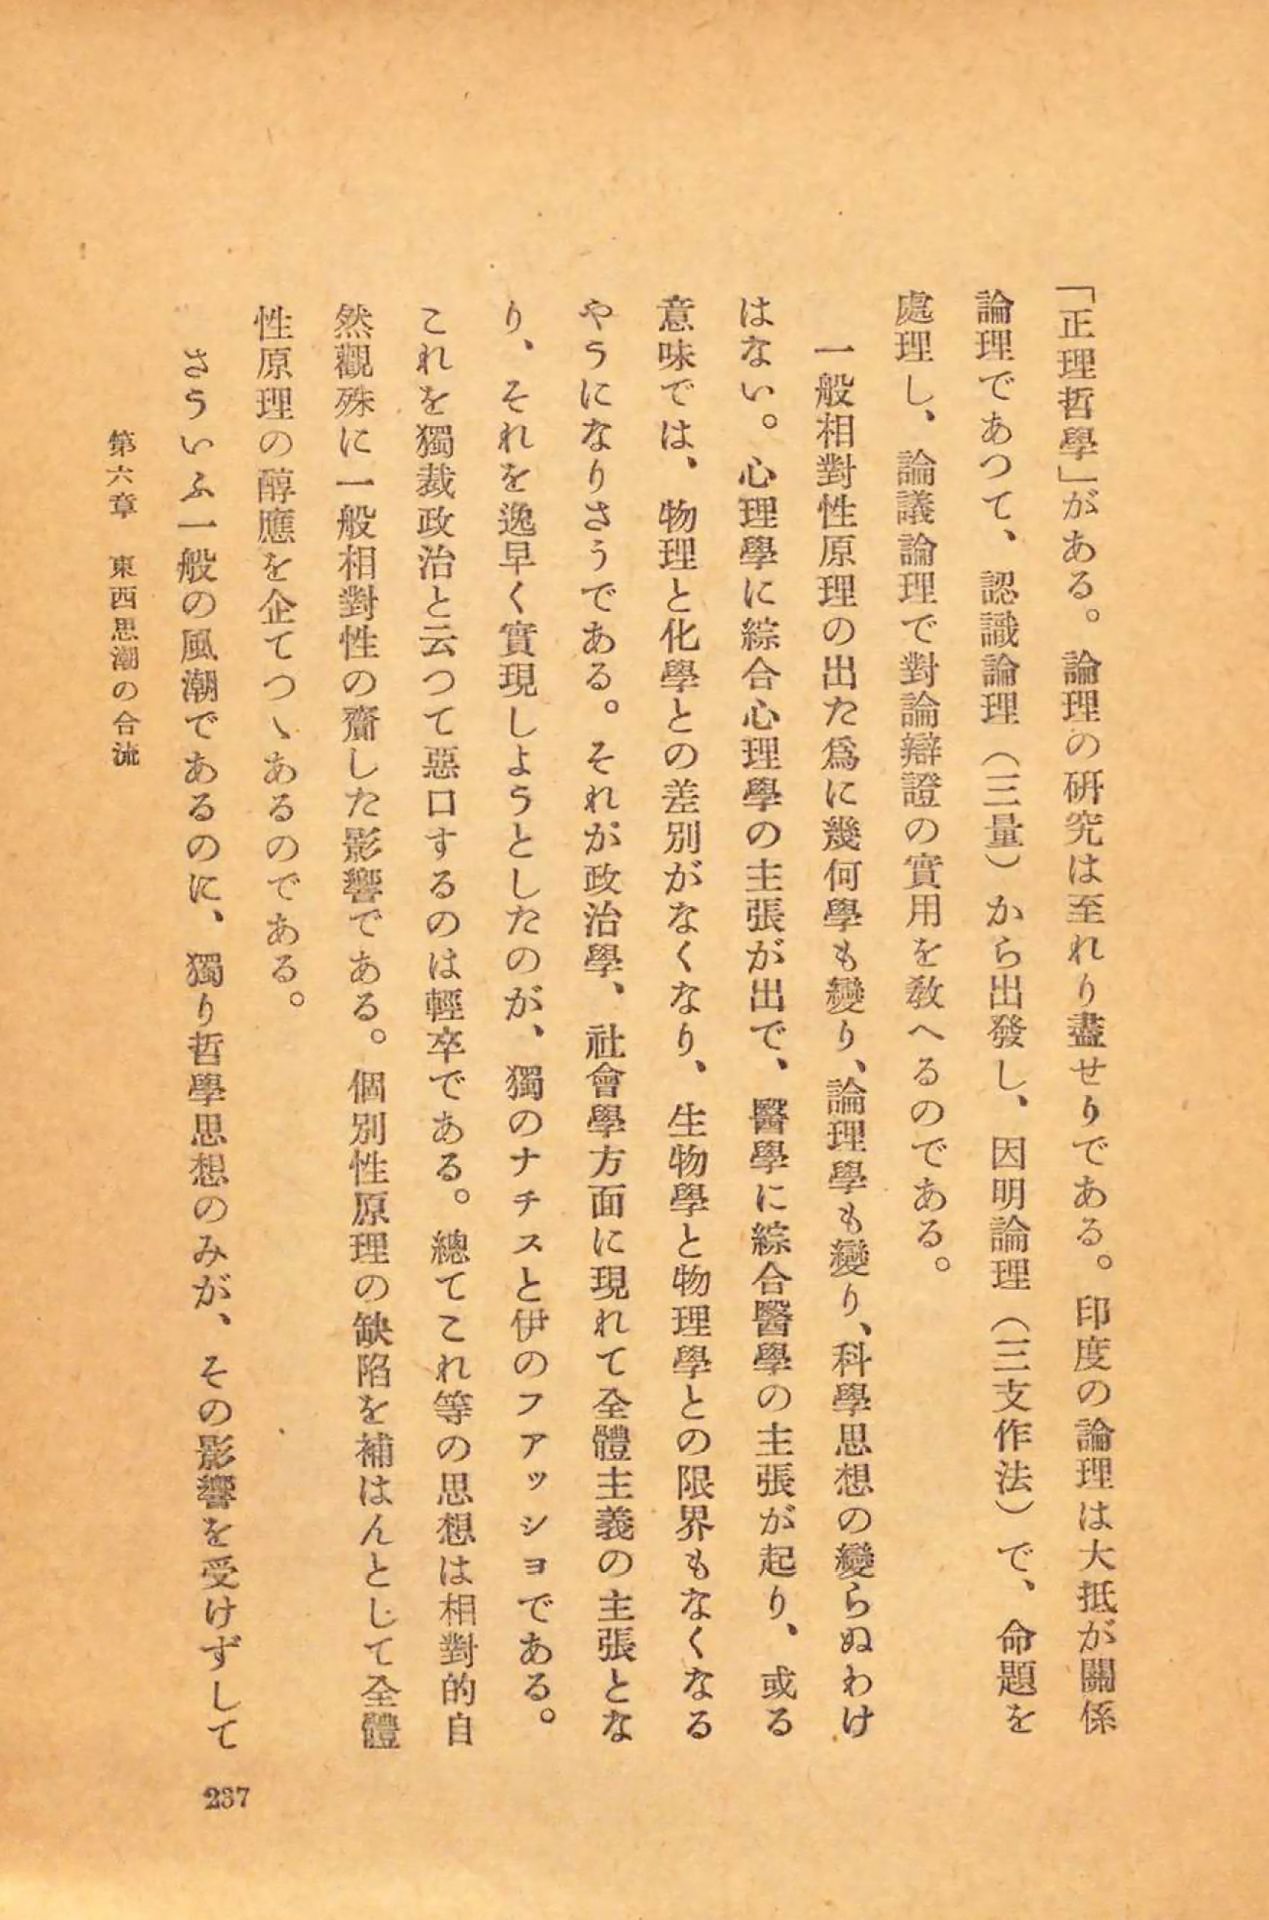 「正理哲學」がある。論理の硏究は至れり盡せりである。印度の論理は大抵が關係
論理であつて、認識論理（三量）から出發し、因明論理（三支作法）で、命題を
處理し、論議論理で對論辯證の實用を敎へるのである。
一般相對性原理の出た爲に幾何學も變り、論理學も變り、科學思想の變らぬわけ
はない。心理學に綜合心理學の主張が出で、醫學に綜合醫學の主張が起り、或る
意味では、物理と化學との差別がなくなり、生物學と物理學との限界もなくなる
やうになりさうである。それが政治學、社會學方面に現れて全體主義の主張とな
り、それを逸早く實現しようとしたのが、獨のナチスと伊のフアッショである。
これを獨裁政治と云つて惡口するのは輕卒である。總てこれ等の思想は相對的自
然觀殊に一般相對性の齎した影響である。個別性原理の缺陷を補はんとして全體
性原理の醇應を企てつゝあるのである。
さういふ一般の風潮であるのに、獨り哲學思想のみが、その影響を受けずして
第六章　東西思潮の合流
237